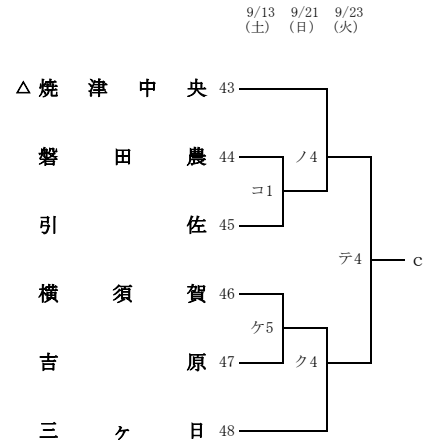 9/13 9/21 9/23
(土) (日) (火)
△ 焼津中央 43
磐田農 44
ノ4
コ1
引佐 45
テ4 C
横須賀 46
ケ5
吉原 47
ク4
三ケ日 48